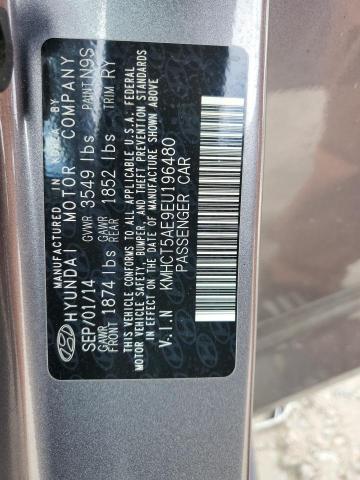 MANUFACTURED IN KOREA BY
HYUNDAI MOTOR COMPANY
SEP/01/14 GVWR 3549 lbs PAINT N9S
GAWR FRONT 1874 lbs GAWR REAR 1852 lbs TRIM RY
THIS VEHICLE CONFORMS TO ALL APPLICABLE U.S.A. FEDERAL
MOTOR VEHICLE SAFETY, BUMPER, AND THEFT PREVENTION STANDARDS
IN EFFECT ON THE DATE OF MANUFACTURE SHOWN ABOVE
V.I.N KMHCT5AE9EU196480
PASSENGER CAR